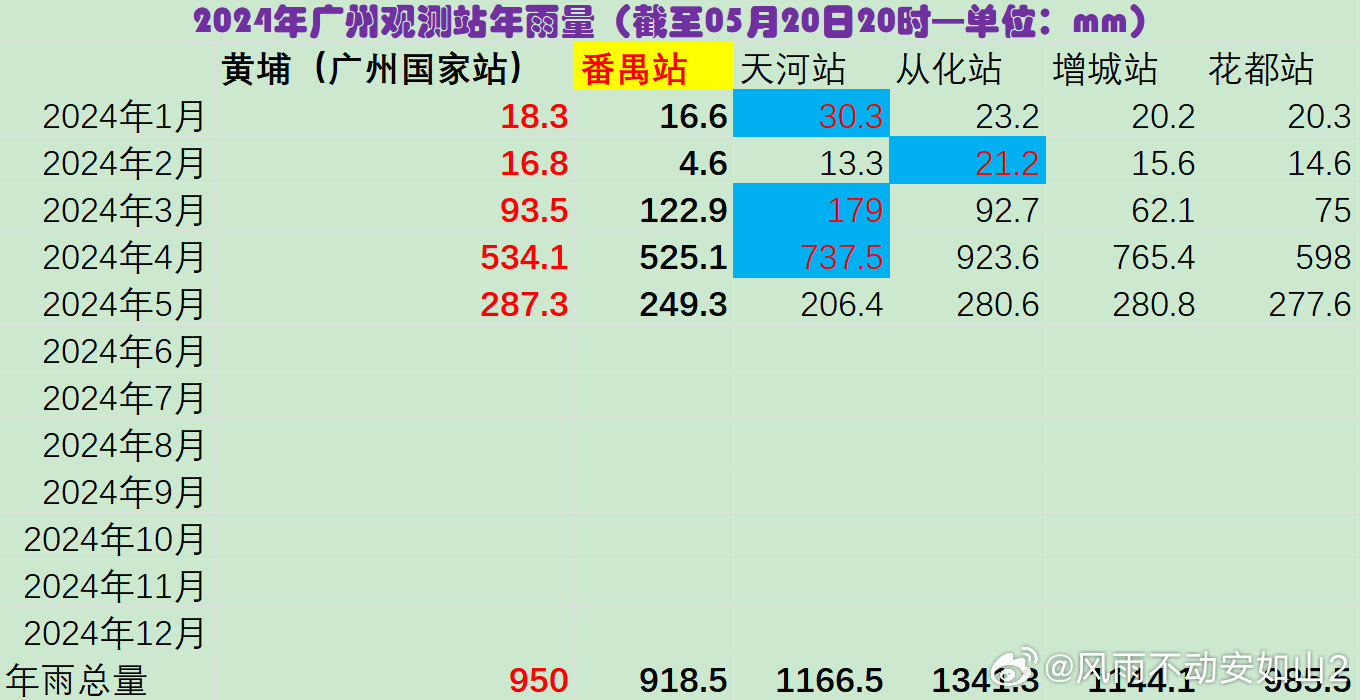 2024年广州观测站年雨量（截至05月20日20时—单位：mm）
黄埔（广州国家站） 番禺站 天河站 从化站 增城站 花都站
2024年1月 18.3 16.6 30.3 23.2 20.2 20.3
2024年2月 16.8 4.6 13.3 21.2 15.6 14.6
2024年3月 93.5 122.9 179 92.7 62.1 75
2024年4月 534.1 525.1 737.5 923.6 765.4 598
2024年5月 287.3 249.3 206.4 280.6 280.8 277.6
2024年6月
2024年7月
2024年8月
2024年9月
2024年10月
2024年11月
2024年12月
年雨总量 950 918.5 1166.5 1341.3 1144.1 985.5
@风雨不动安如山2